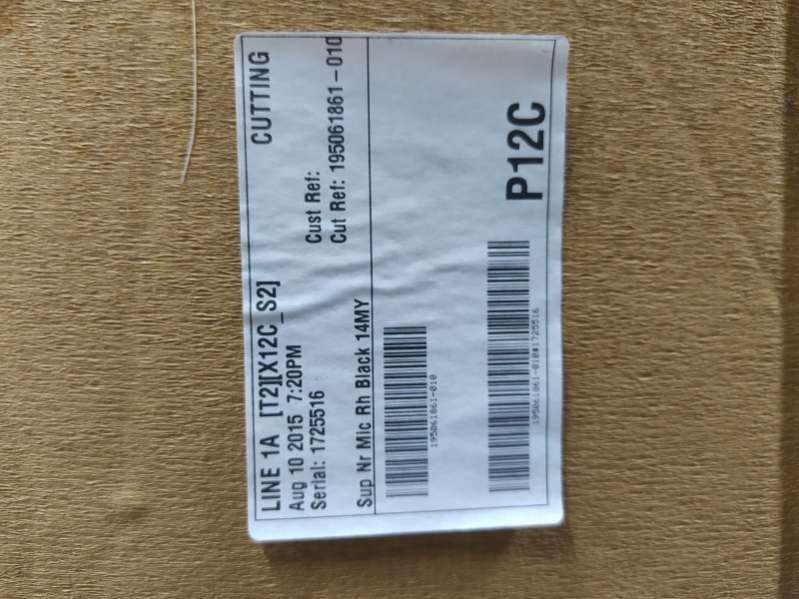 LINE 1A [T2][X12C_S2] CUTTING
Aug 10 2015 7:20PM
Serial: 1725516
Cust Ref:
Cut Ref: 195061861-010
Sup Nr Mic Rh Black 14MY
195061861-010
P12C
195061861-010#1725516